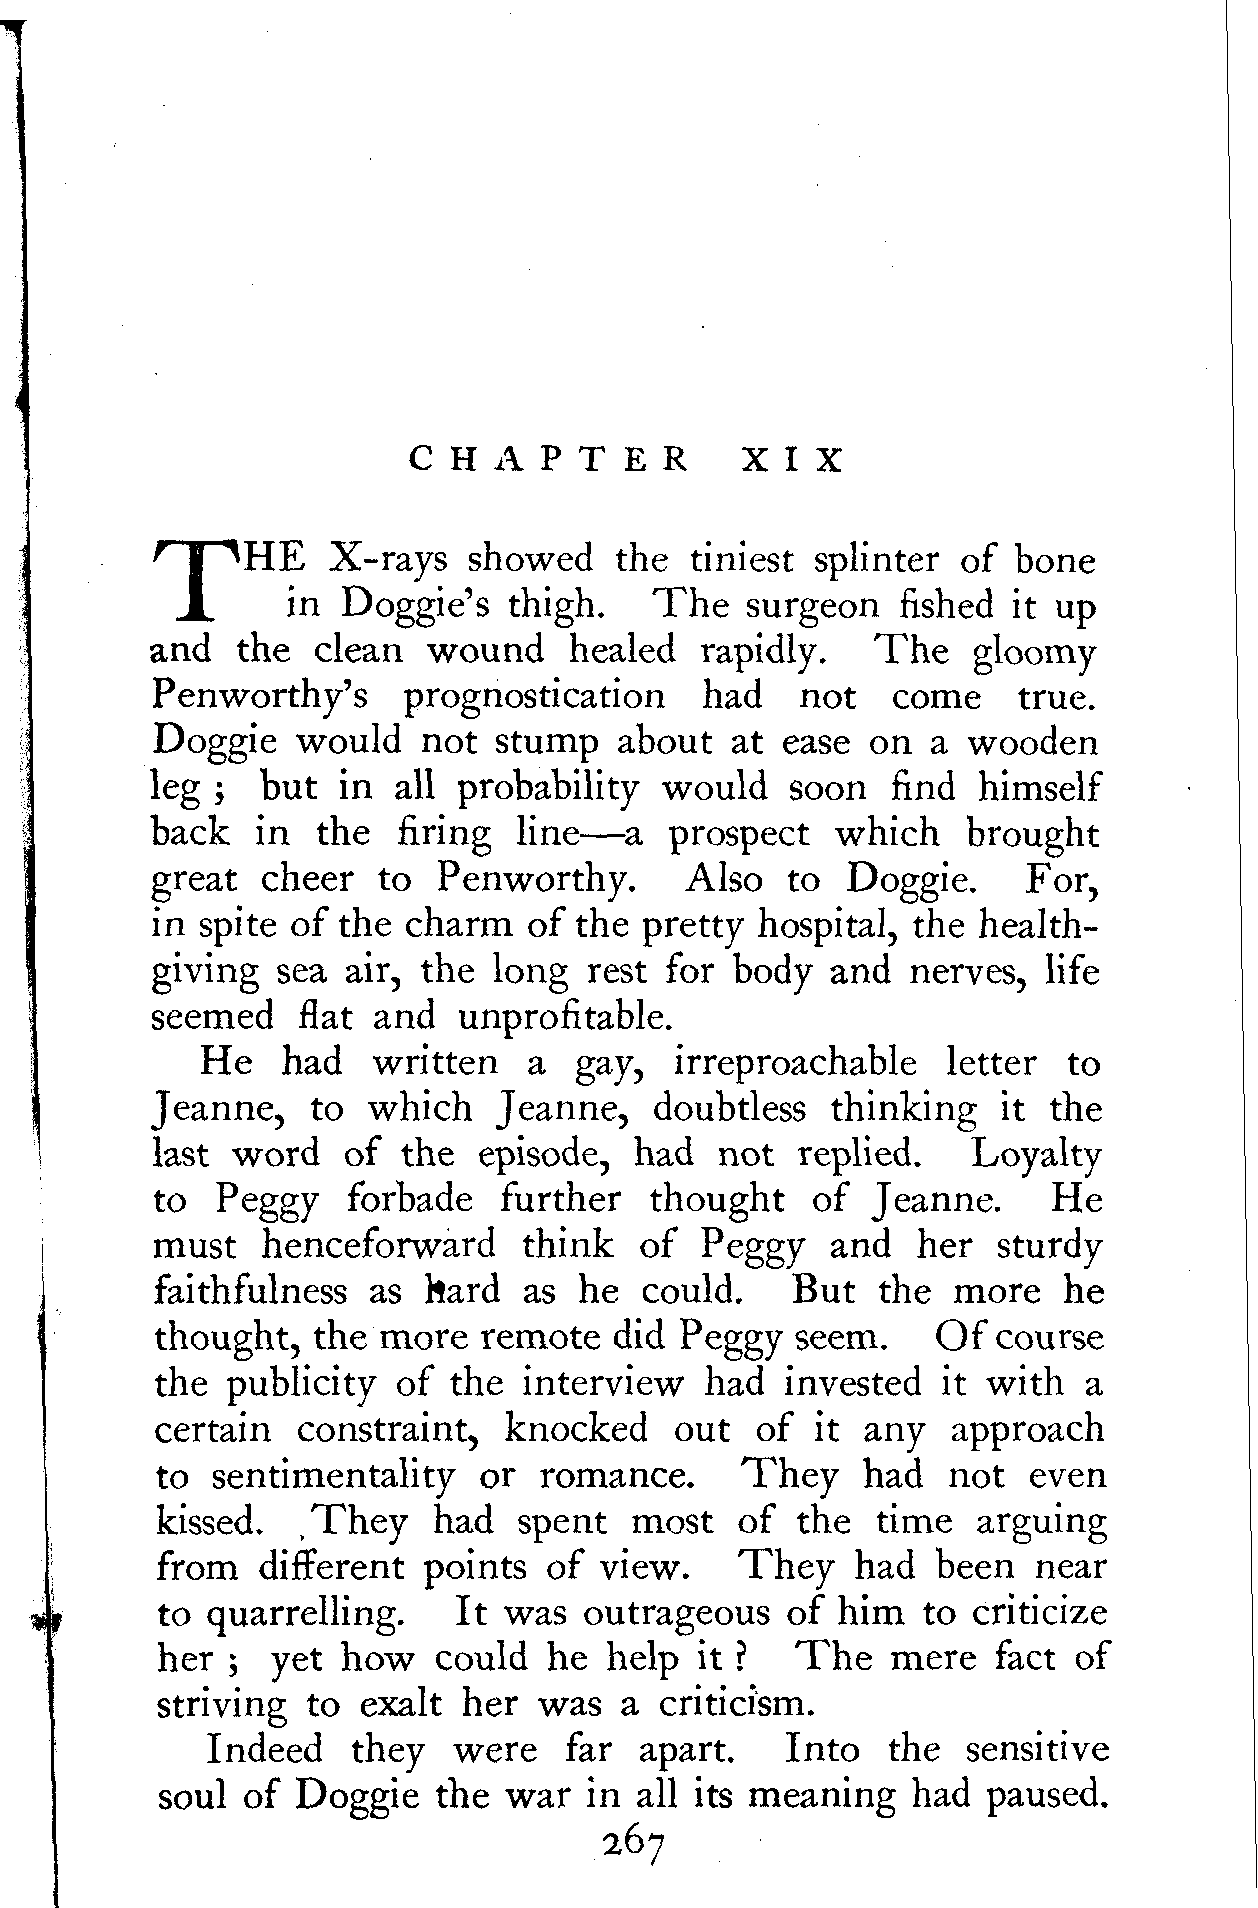 CHAPTER XIX
THE X-rays showed the tiniest splinter of bone
in Doggie's thigh. The surgeon fished it up
and the clean wound healed rapidly. The gloomy
Penworthy's prognostication had not come true.
Doggie would not stump about at ease on a wooden
leg ; but in all probability would soon find himself
back in the firing line—a prospect which brought
great cheer to Penworthy. Also to Doggie. For,
in spite of the charm of the pretty hospital, the health-
giving sea air, the long rest for body and nerves, life
seemed flat and unprofitable.
He had written a gay, irreproachable letter to
Jeanne, to which Jeanne, doubtless thinking it the
last word of the episode, had not replied. Loyalty
to Peggy forbade further thought of Jeanne. He
must henceforward think of Peggy and her sturdy
faithfulness as hard as he could. But the more he
thought, the more remote did Peggy seem. Of course
the publicity of the interview had invested it with a
certain constraint, knocked out of it any approach
to sentimentality or romance. They had not even
kissed. They had spent most of the time arguing
from different points of view. They had been near
to quarrelling. It was outrageous of him to criticize
her ; yet how could he help it ? The mere fact of
striving to exalt her was a criticism.
Indeed they were far apart. Into the sensitive
soul of Doggie the war in all its meaning had paused.
267